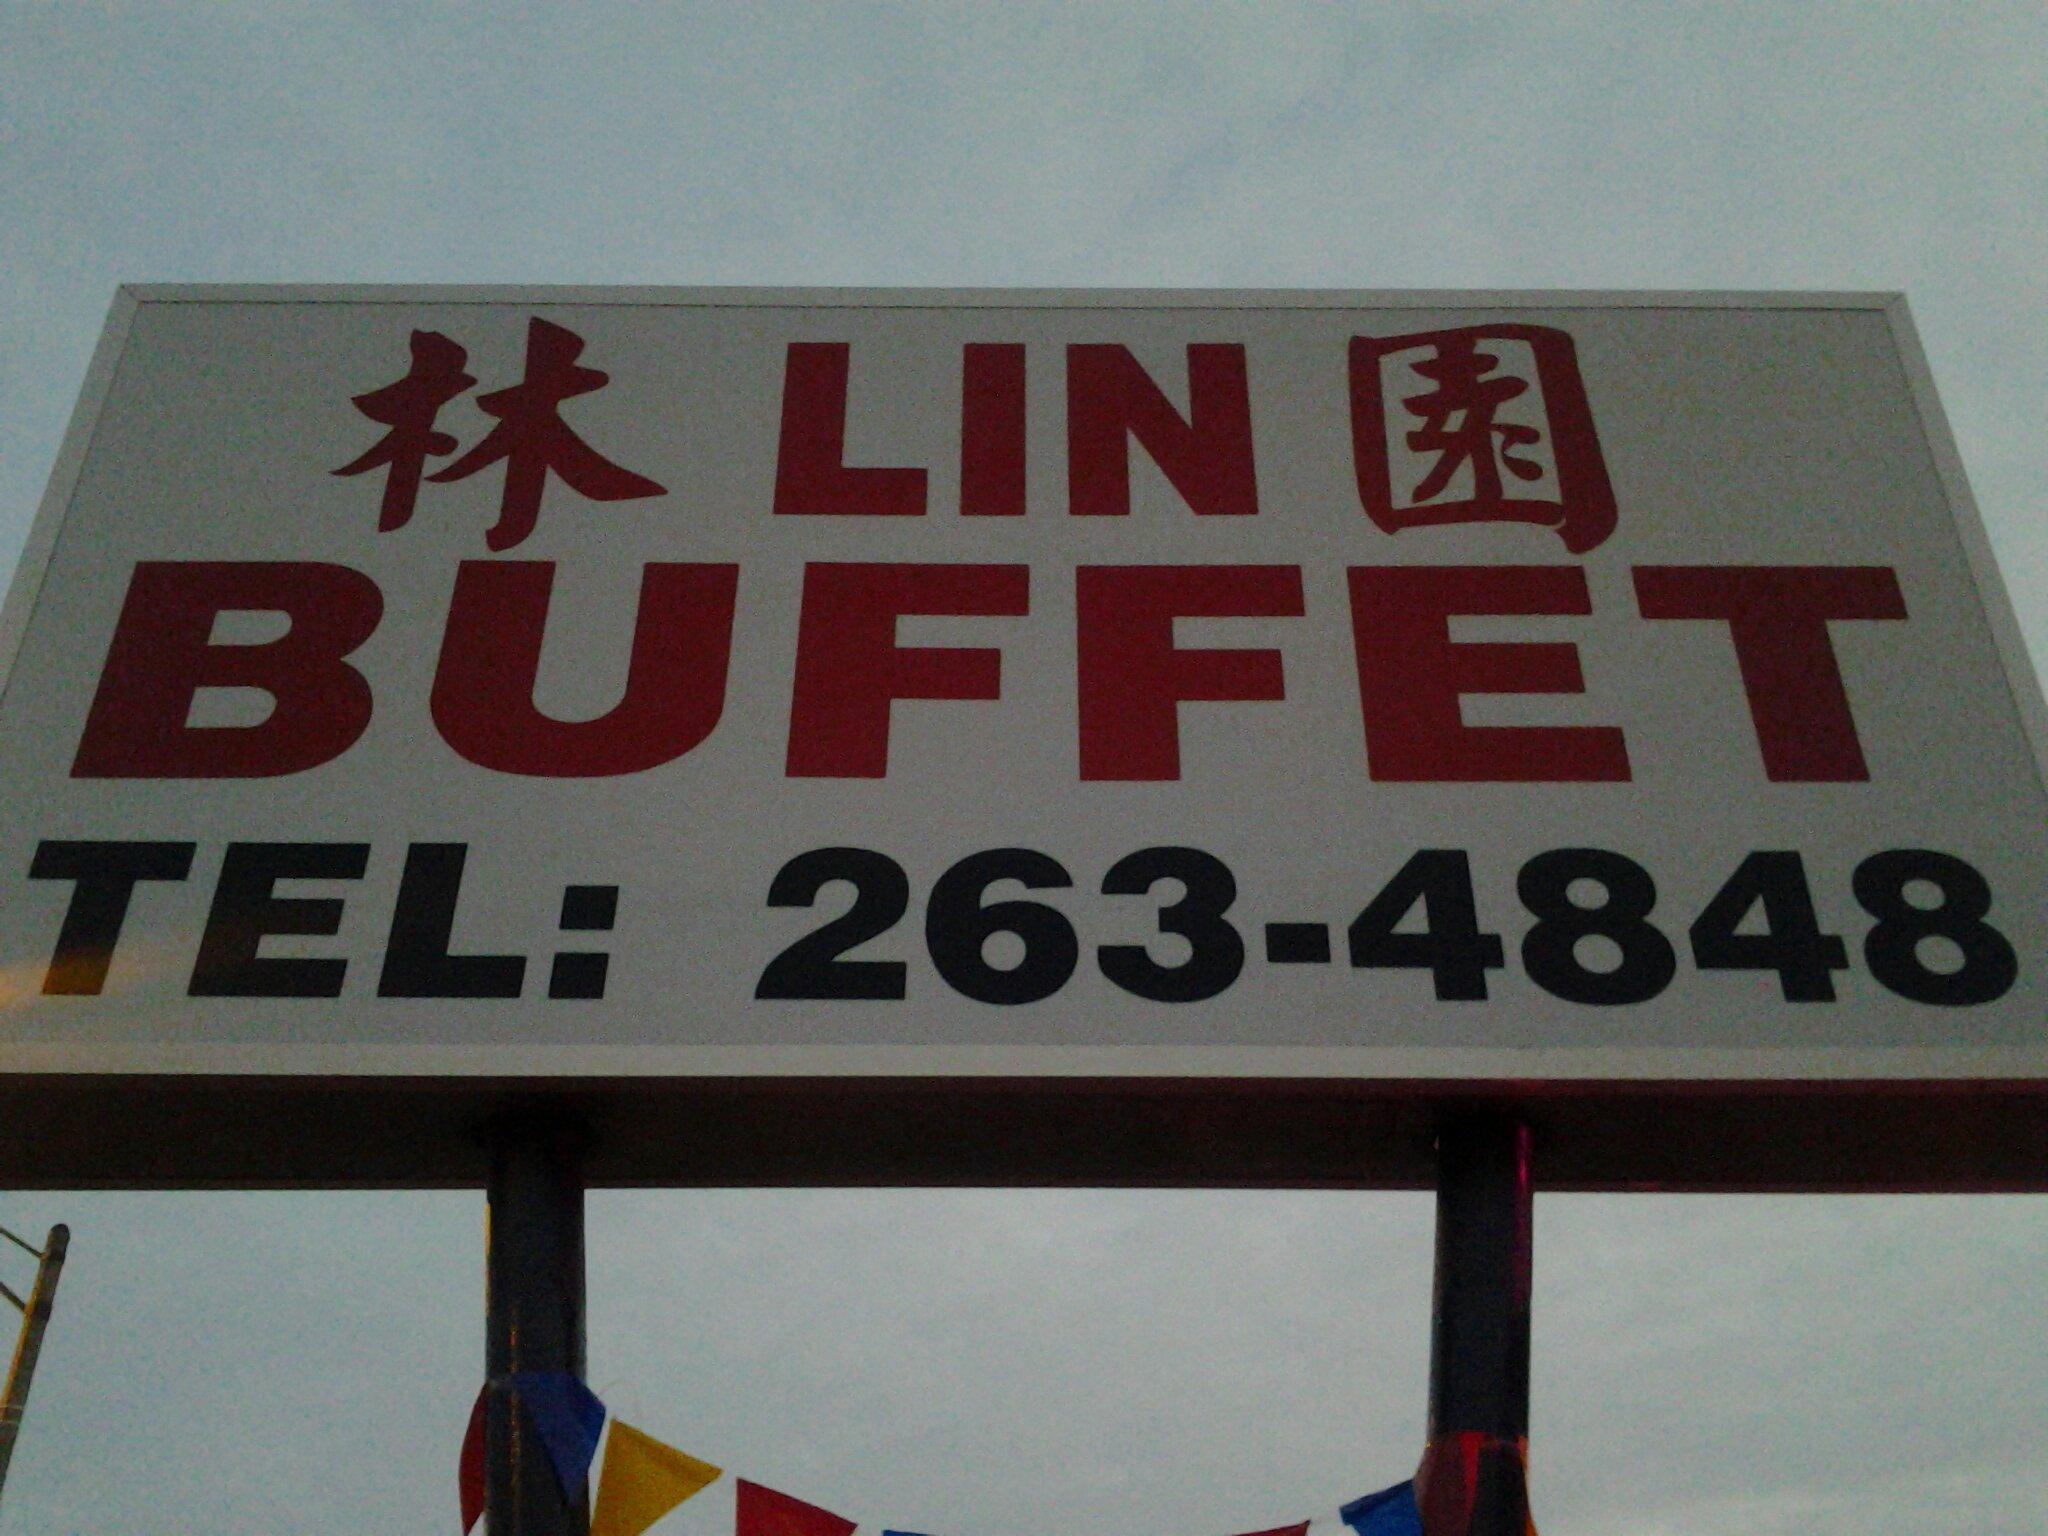 林 LIN 園
BUFFET
TEL: 263-4848